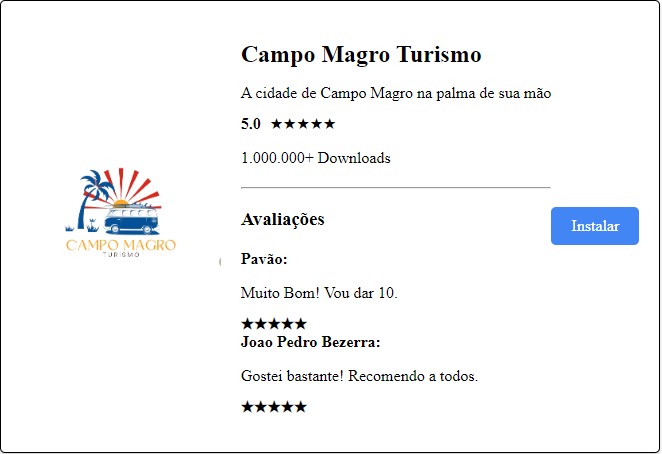 CAMPO MAGRO
TURISMO
Campo Magro Turismo
A cidade de Campo Magro na palma de sua mão
5.0 ★★★★★
1.000.000+ Downloads
Avaliações
Instalar
Pavão:
Muito Bom! Vou dar 10.
★★★★★
Joao Pedro Bezerra:
Gostei bastante! Recomendo a todos.
★★★★★